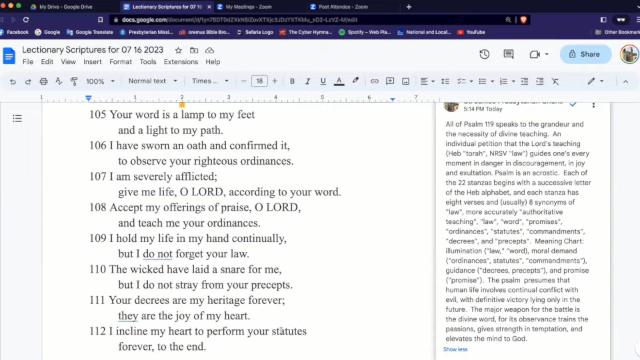 My Drive - Google Drive
Lectionary Scriptures for 07 16
My Meetings - Zoom
Post Attendee - Zoom
Gmail
YouTube
Maps
Google
Google Translate
Presbyterian Mission
Oremus Bible Bro...
Sefaria Logo
The Cyber Hymna...
National and Local...
Facebook
Other Bookmarks
Lectionary Scriptures for 07 16 2023
File Edit View Insert Format Tools Extensions Help
Share
100%
Normal text
Times ...
18
105 Your word is a lamp to my feet
and a light to my path.
106 I have sworn an oath and confirmed it,
to observe your righteous ordinances.
107 I am severely afflicted;
give me life, O LORD, according to your word.
108 Accept my offerings of praise, O LORD,
and teach me your ordinances.
109 I hold my life in my hand continually,
but I do not forget your law.
110 The wicked have laid a snare for me,
but I do not stray from your precepts.
111 Your decrees are my heritage forever;
they are the joy of my heart.
112 I incline my heart to perform your statutes
forever, to the end.
5:14 PM Today
All of Psalm 119 speaks to the grandeur and
the necessity of divine teaching. An
individual petition that the Lord's teaching
(Heb "torah", NRSV "law") guides one's every
moment in danger in discouragement, in joy
and exultation. Psalm is an acrostic. Each
of the 22 stanzas begins with a successive letter
of the Heb alphabet, and each stanza has
eight verses and (usually) 8 synonyms of
"law", more accurately "authoritative
teaching", law", "word", "promises",
"ordinances", "statutes", "commandments",
"decrees", and "precepts". Meaning Chart:
illumination ("law," "word), moral demand
("ordinances", statutes", "commandments"),
guidance ("decrees, precepts"), and promise
("promise"). The psalm presumes that
human life involves continual conflict with
evil, with definitive victory lying only in the
future. The major weapon for the battle is
the divine word, for its observance trains the
passions, gives strength in temptation, and
elevates the mind to God.
Show less